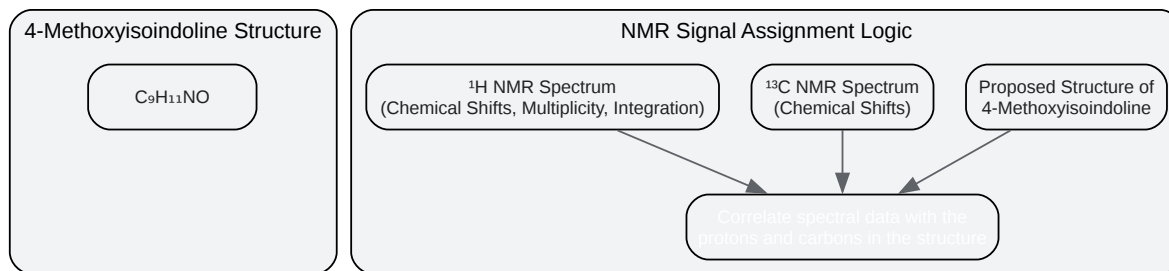 4-Methoxyisoindoline Structure
C₉H₁₁NO
NMR Signal Assignment Logic
¹H NMR Spectrum
(Chemical Shifts, Multiplicity, Integration)
¹³C NMR Spectrum
(Chemical Shifts)
Proposed Structure of
4-Methoxyisoindoline
Correlate spectral data with the
protons and carbons in the structure